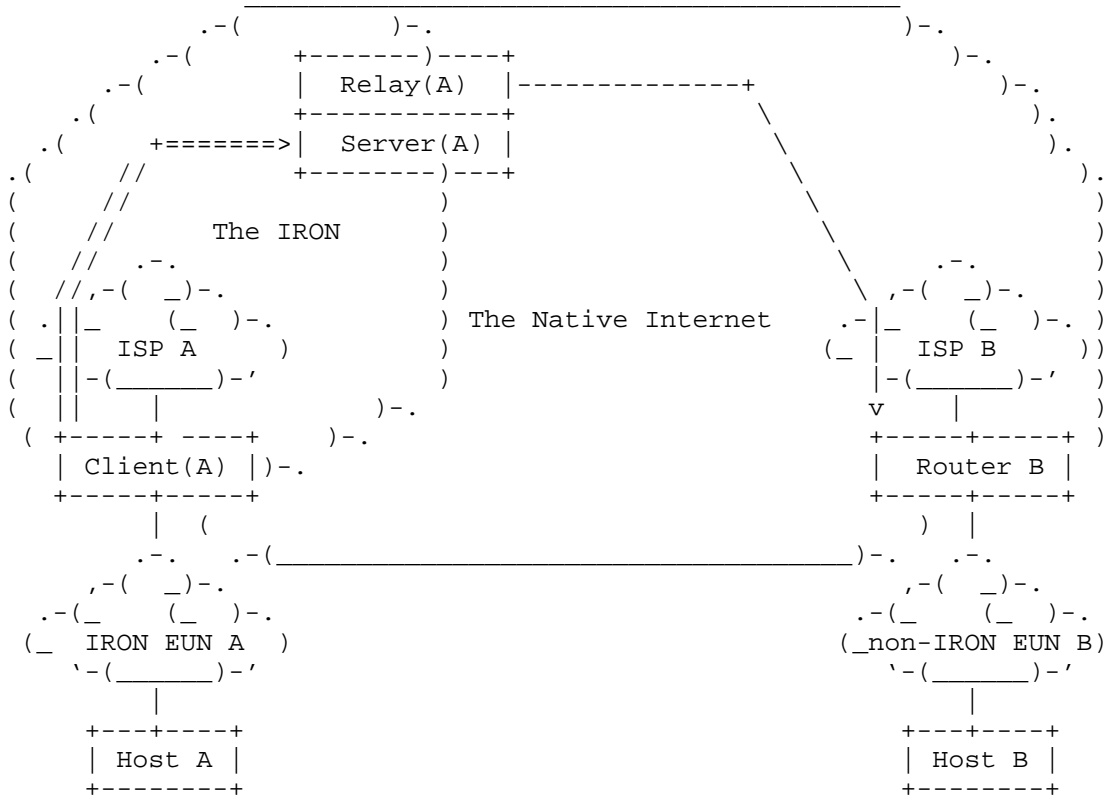 Relay(A)
Server(A)
The IRON
The Native Internet
ISP A
ISP B
v
Client(A)
Router B
IRON EUN A
non-IRON EUN B
Host A
Host B